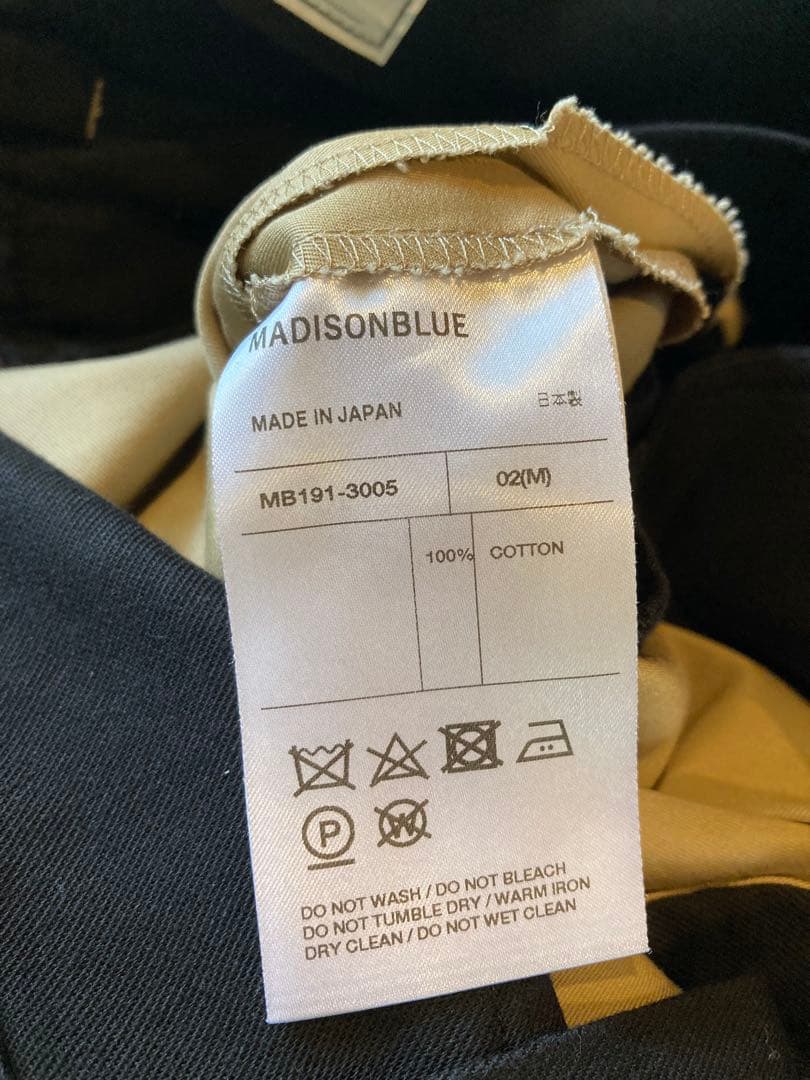 MADISONBLUE
MADE IN JAPAN 日本製
MB191-3005 02(M)
100% COTTON
P W
DO NOT WASH / DO NOT BLEACH
DO NOT TUMBLE DRY / WARM IRON
DRY CLEAN / DO NOT WET CLEAN